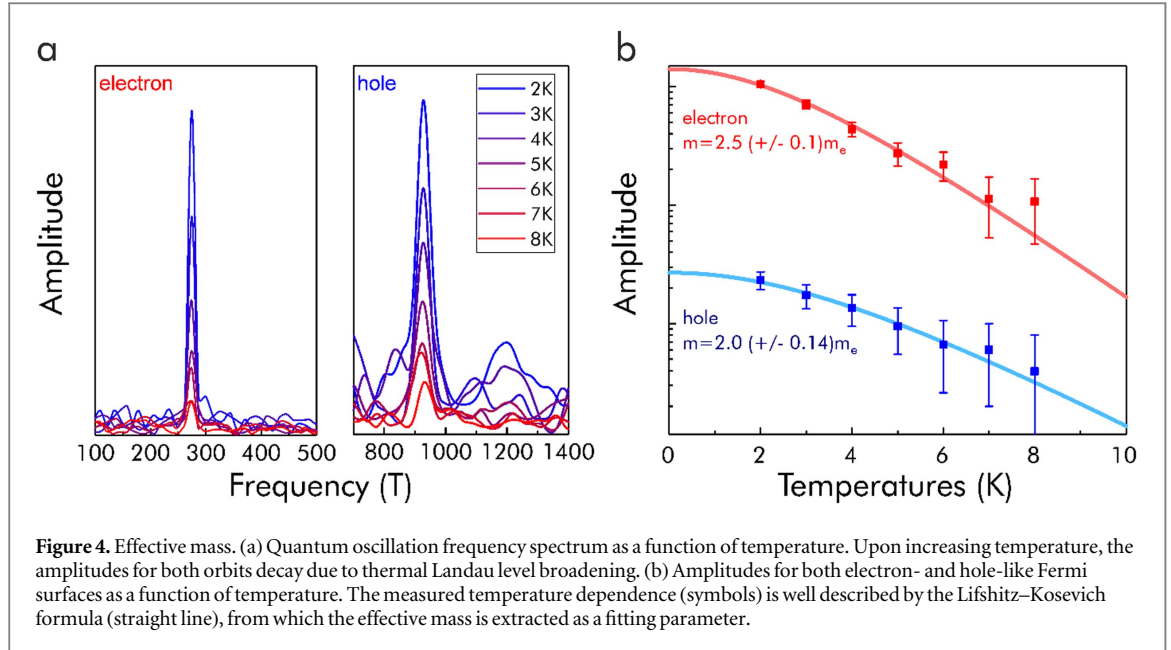 a
electron
hole
2K
3K
4K
5K
6K
7K
8K
Amplitude
100 200 300 400 500
800 1000 1200 1400
Frequency (T)
b
electron
m=2.5 (+/- 0.1)mₑ
hole
m=2.0 (+/- 0.14)mₑ
Amplitude
0 2 4 6 8 10
Temperatures (K)
Figure 4. Effective mass. (a) Quantum oscillation frequency spectrum as a function of temperature. Upon increasing temperature, the
amplitudes for both orbits decay due to thermal Landau level broadening. (b) Amplitudes for both electron- and hole-like Fermi
surfaces as a function of temperature. The measured temperature dependence (symbols) is well described by the Lifshitz–Kosevich
formula (straight line), from which the effective mass is extracted as a fitting parameter.